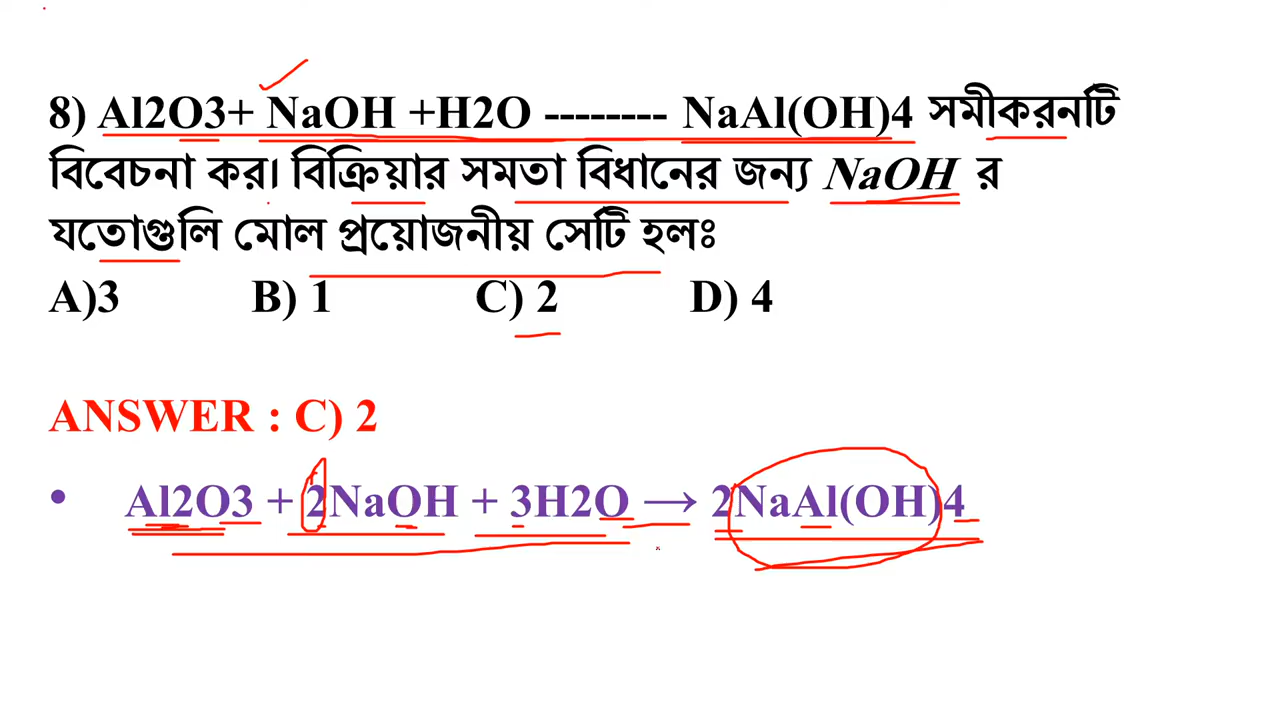 8) Al2O3+ NaOH +H2O -------- NaAl(OH)4 সমীকরনটি
বিবেচনা কর। বিক্রিয়ার সমতা বিধানের জন্য NaOH র
যতোগুলি মোল প্রয়োজনীয় সেটি হলঃ
A)3 B) 1 C) 2 D) 4
ANSWER : C) 2
• Al2O3 + 2NaOH + 3H2O → 2NaAl(OH)4